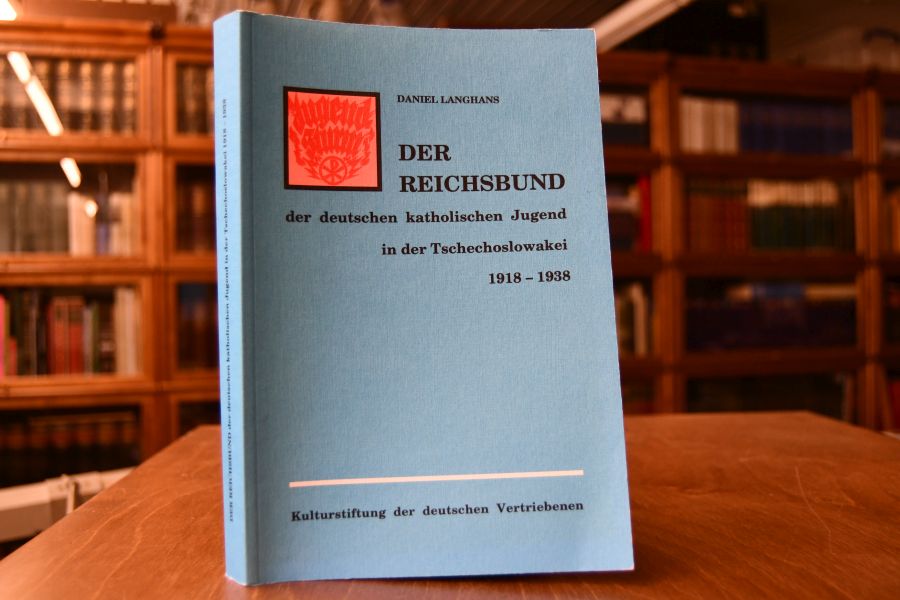 DANIEL LANGHANS
DER
REICHSBUND
der deutschen katholischen Jugend
in der Tschechoslowakei
1918 – 1938
Kulturstiftung der deutschen Vertriebenen
DER REICHSBUND der deutschen katholischen Jugend in der Tschechoslowakei 1918 – 1938